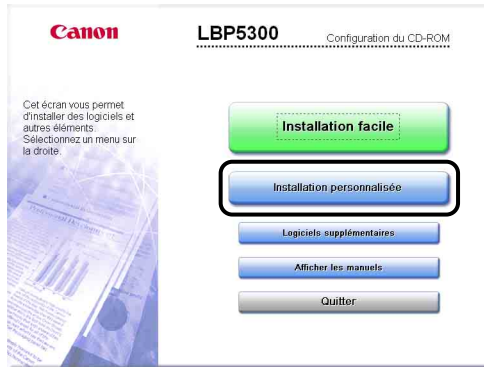 Canon
LBP5300
Configuration du CD-ROM
Cet écran vous permet
d'installer des logiciels et
autres éléments.
Sélectionnez un menu sur
la droite.
Installation facile
Installation personnalisée
Logiciels supplémentaires
Afficher les manuels
Quitter